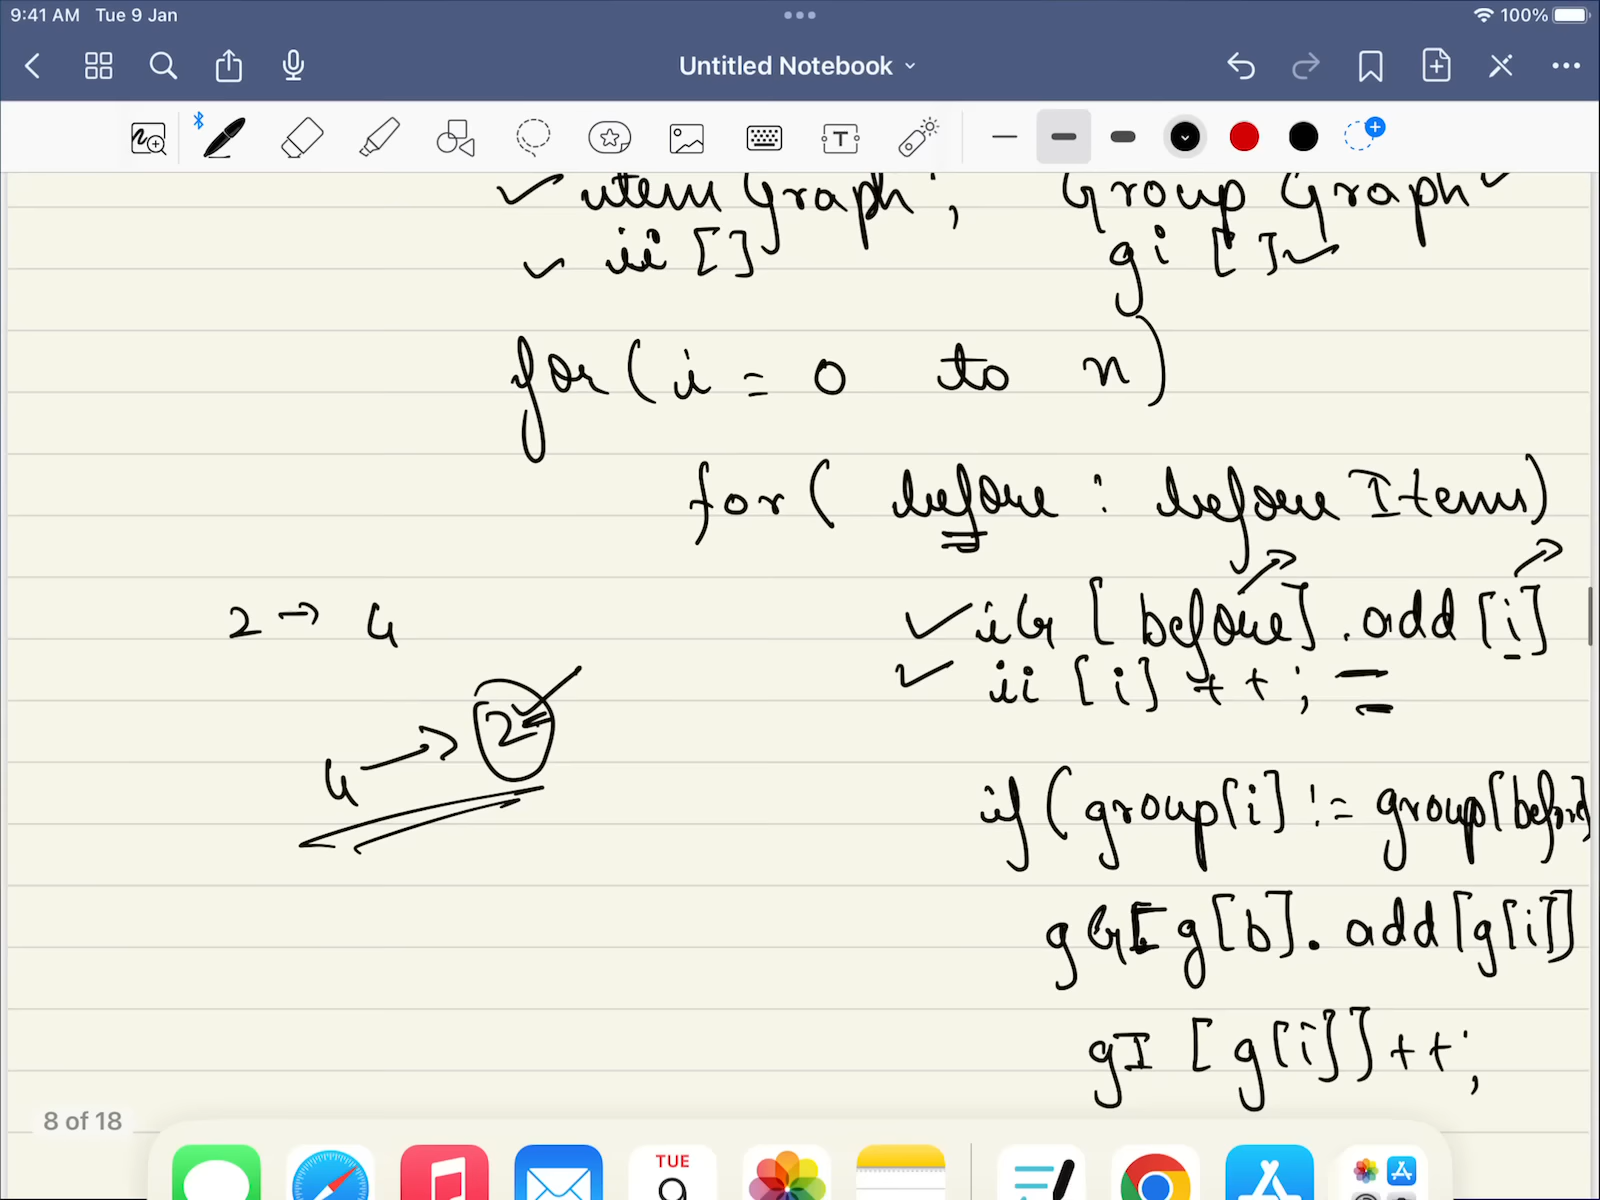 9:41 AM Tue 9 Jan
100%
Untitled Notebook
T
item Graph; Group Graph
ii [] gi []
for ( i = 0 to n )
for ( before : before Items )
2 → 4
iG [ before ] . add [ i ]
ii [ i ] + + ;
4 → 2
if ( group[i] != group[before]
gG[ g[b]. add[g[i]]
gI [ g[i] ] + + ;
8 of 18
TUE
9